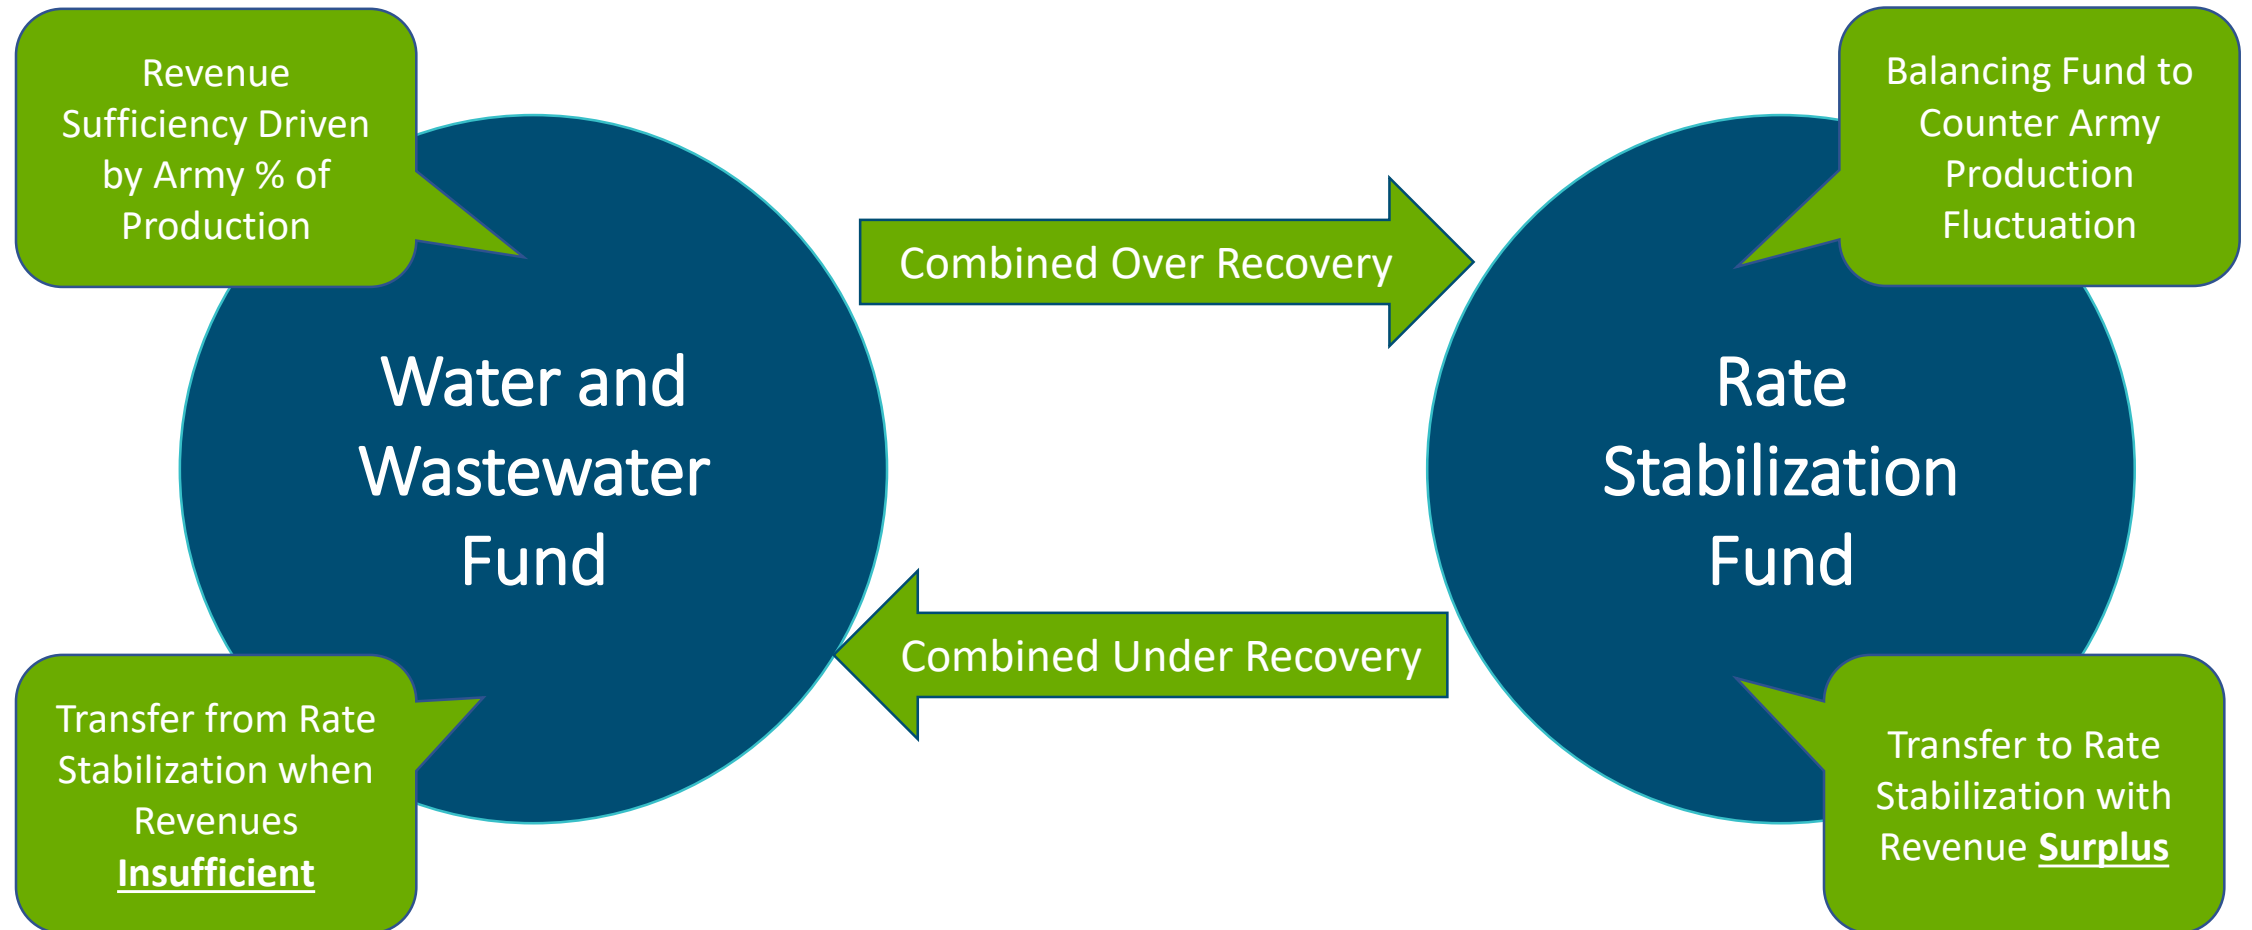 Revenue
Sufficiency Driven
by Army % of
Production
Balancing Fund to
Counter Army
Production
Fluctuation
Combined Over Recovery
Water and
Wastewater
Fund
Rate
Stabilization
Fund
Combined Under Recovery
Transfer from Rate
Stabilization when
Revenues
Insufficient
Transfer to Rate
Stabilization with
Revenue Surplus